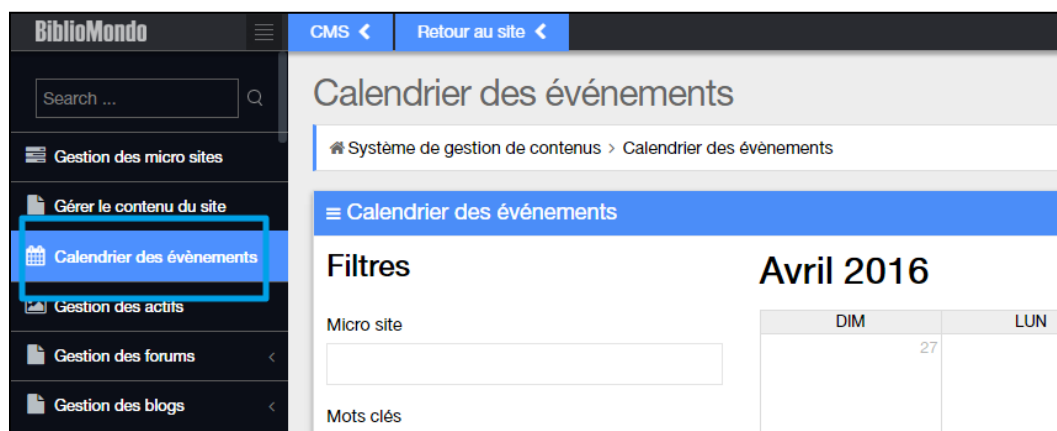 BiblioMondo
CMS
Retour au site
Search ...
Calendrier des événements
Gestion des micro sites
Système de gestion de contenus > Calendrier des évènements
Gérer le contenu du site
Calendrier des événements
Calendrier des évènements
Filtres
Avril 2016
Gestion des actifs
Micro site
DIM
LUN
27
Gestion des forums
Gestion des blogs
Mots clés